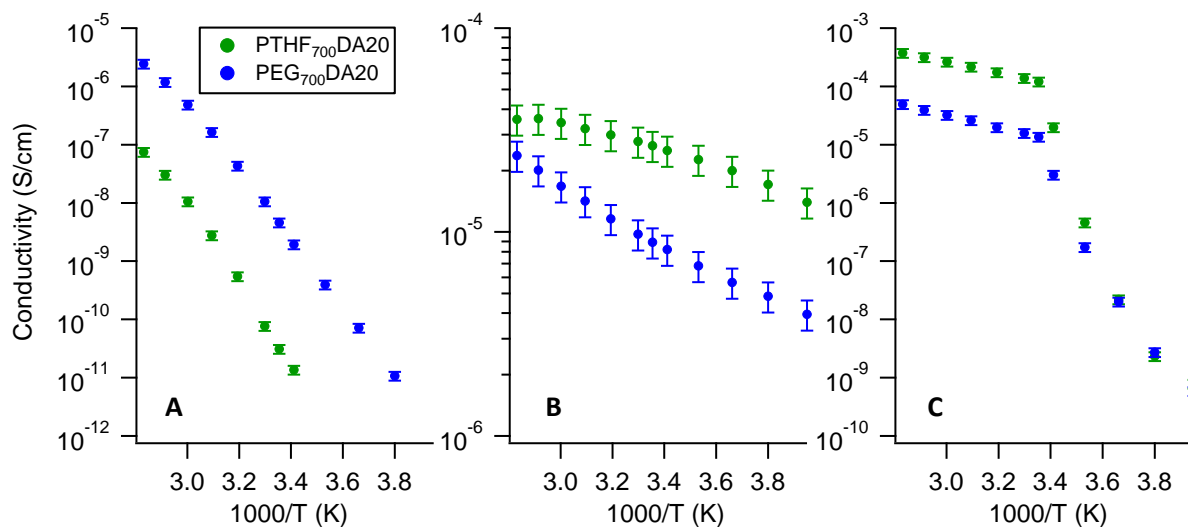 Conductivity (S/cm)
10⁻⁵
10⁻⁶
10⁻⁷
10⁻⁸
10⁻⁹
10⁻¹⁰
10⁻¹¹
10⁻¹²
PTHF₇₀₀DA20
PEG₇₀₀DA20
A
3.0 3.2 3.4 3.6 3.8
1000/T (K)
10⁻⁴
10⁻⁵
10⁻⁶
B
3.0 3.2 3.4 3.6 3.8
1000/T (K)
10⁻³
10⁻⁴
10⁻⁵
10⁻⁶
10⁻⁷
10⁻⁸
10⁻⁹
10⁻¹⁰
C
3.0 3.2 3.4 3.6 3.8
1000/T (K)